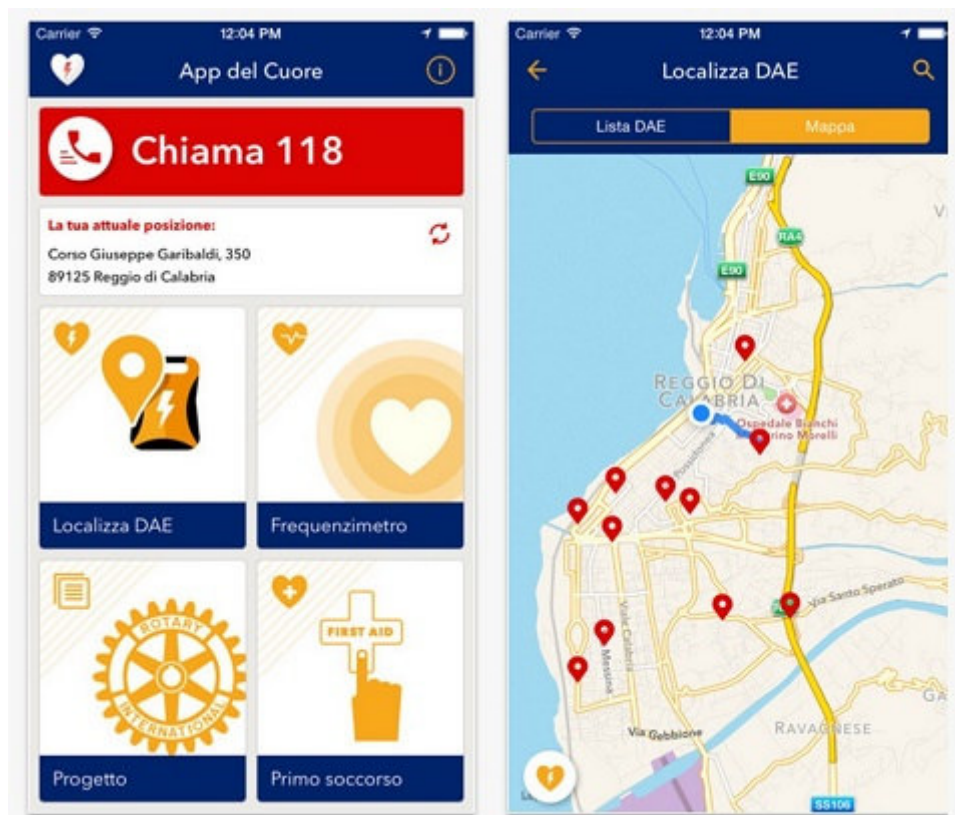 Carrier
12:04 PM
App del Cuore
Chiama 118
La tua attuale posizione:
Corso Giuseppe Garibaldi, 350
89125 Reggio di Calabria
Localizza DAE
Frequenzimetro
ROTARY
INTERNATIONAL
Progetto
FIRST AID
Primo soccorso
Carrier
12:04 PM
Localizza DAE
Lista DAE
Mappa
E90
RA4
E90
REGGIO DI
CALABRIA
Ospedale Bianchi
Morelli
Possidonea
Via Santo Sperato
Viale Calabria
Messina
Via Gebbione
RAVAGNESE
GA
SS106